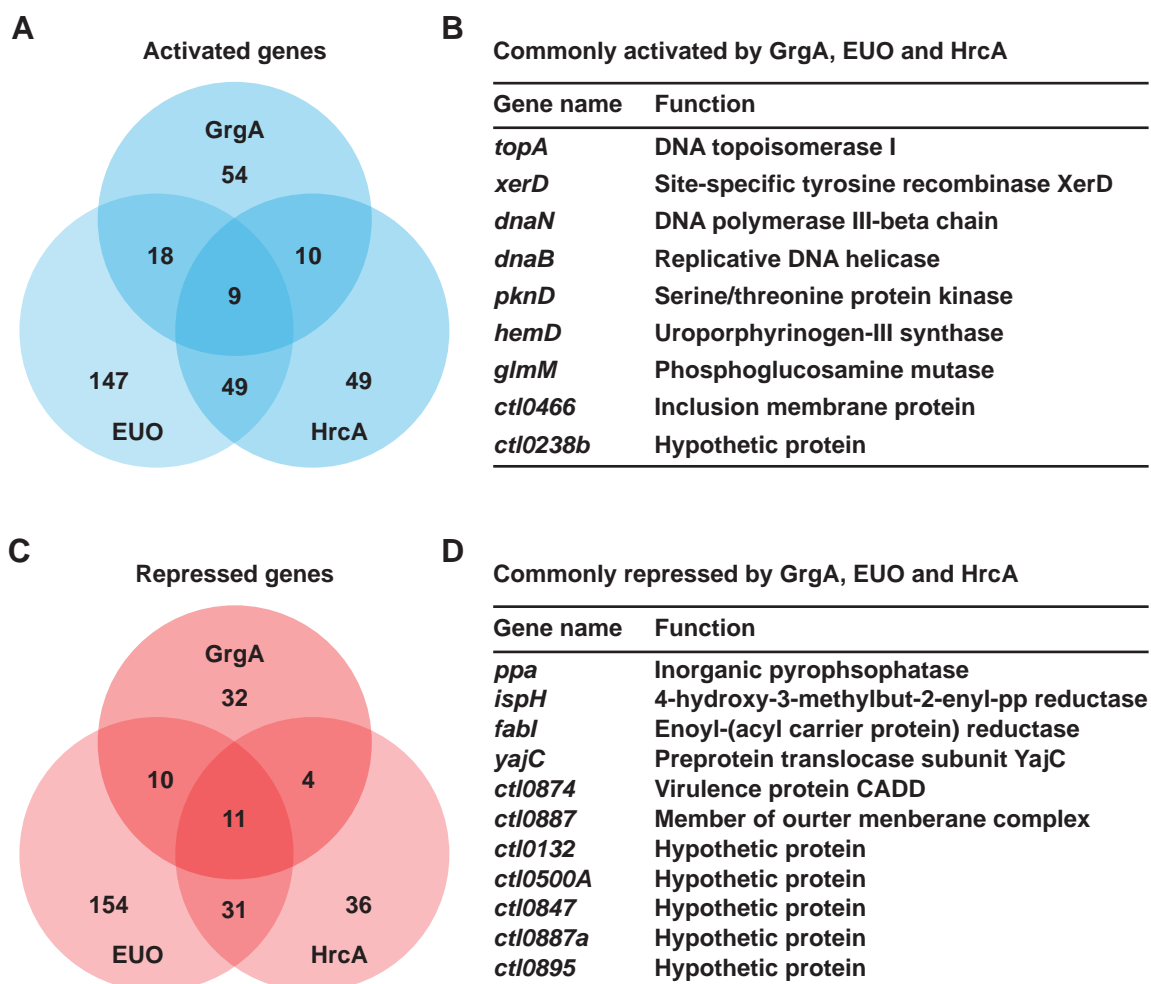 A
Activated genes
GrgA
54
18
10
9
147
49
49
EUO
HrcA
B
Commonly activated by GrgA, EUO and HrcA
Gene name Function
topA DNA topoisomerase I
xerD Site-specific tyrosine recombinase XerD
dnaN DNA polymerase III-beta chain
dnaB Replicative DNA helicase
pknD Serine/threonine protein kinase
hemD Uroporphyrinogen-III synthase
glmM Phosphoglucosamine mutase
ctl0466 Inclusion membrane protein
ctl0238b Hypothetic protein
C
Repressed genes
GrgA
32
10
4
11
154
31
36
EUO
HrcA
D
Commonly repressed by GrgA, EUO and HrcA
Gene name Function
ppa Inorganic pyrophsophatase
ispH 4-hydroxy-3-methylbut-2-enyl-pp reductase
fabI Enoyl-(acyl carrier protein) reductase
yajC Preprotein translocase subunit YajC
ctl0874 Virulence protein CADD
ctl0887 Member of ourter menberane complex
ctl0132 Hypothetic protein
ctl0500A Hypothetic protein
ctl0847 Hypothetic protein
ctl0887a Hypothetic protein
ctl0895 Hypothetic protein